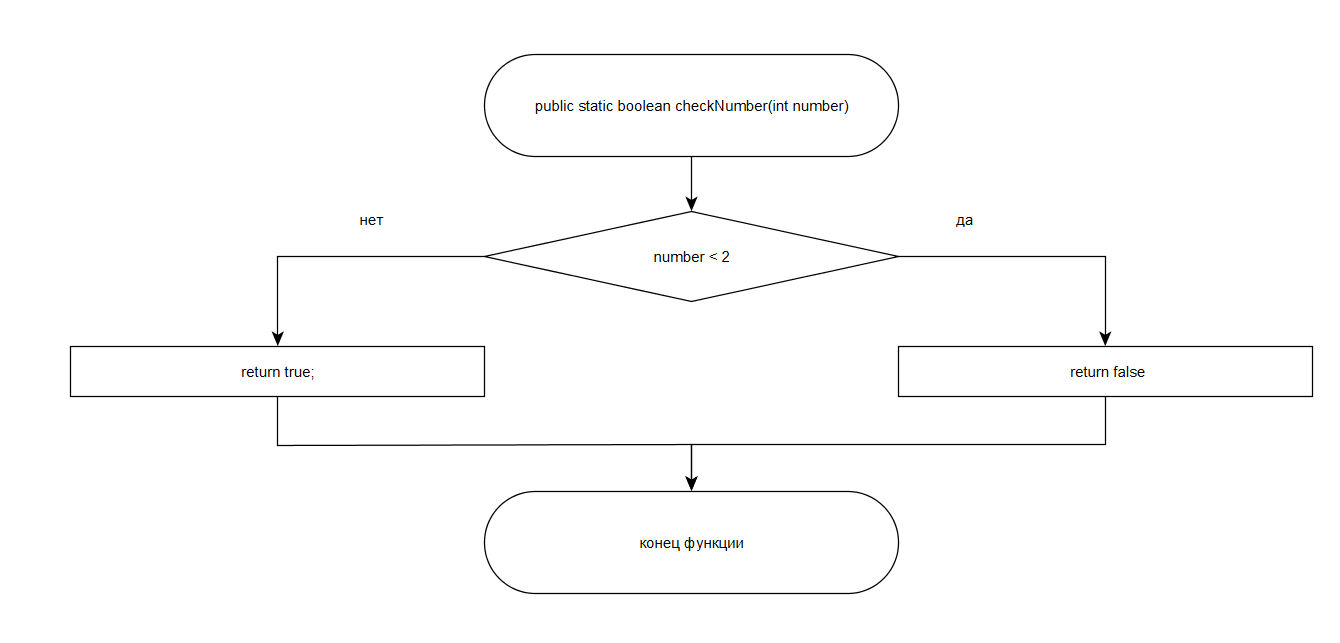 public static boolean checkNumber(int number)
нет
да
number < 2
return true;
return false
конец функции